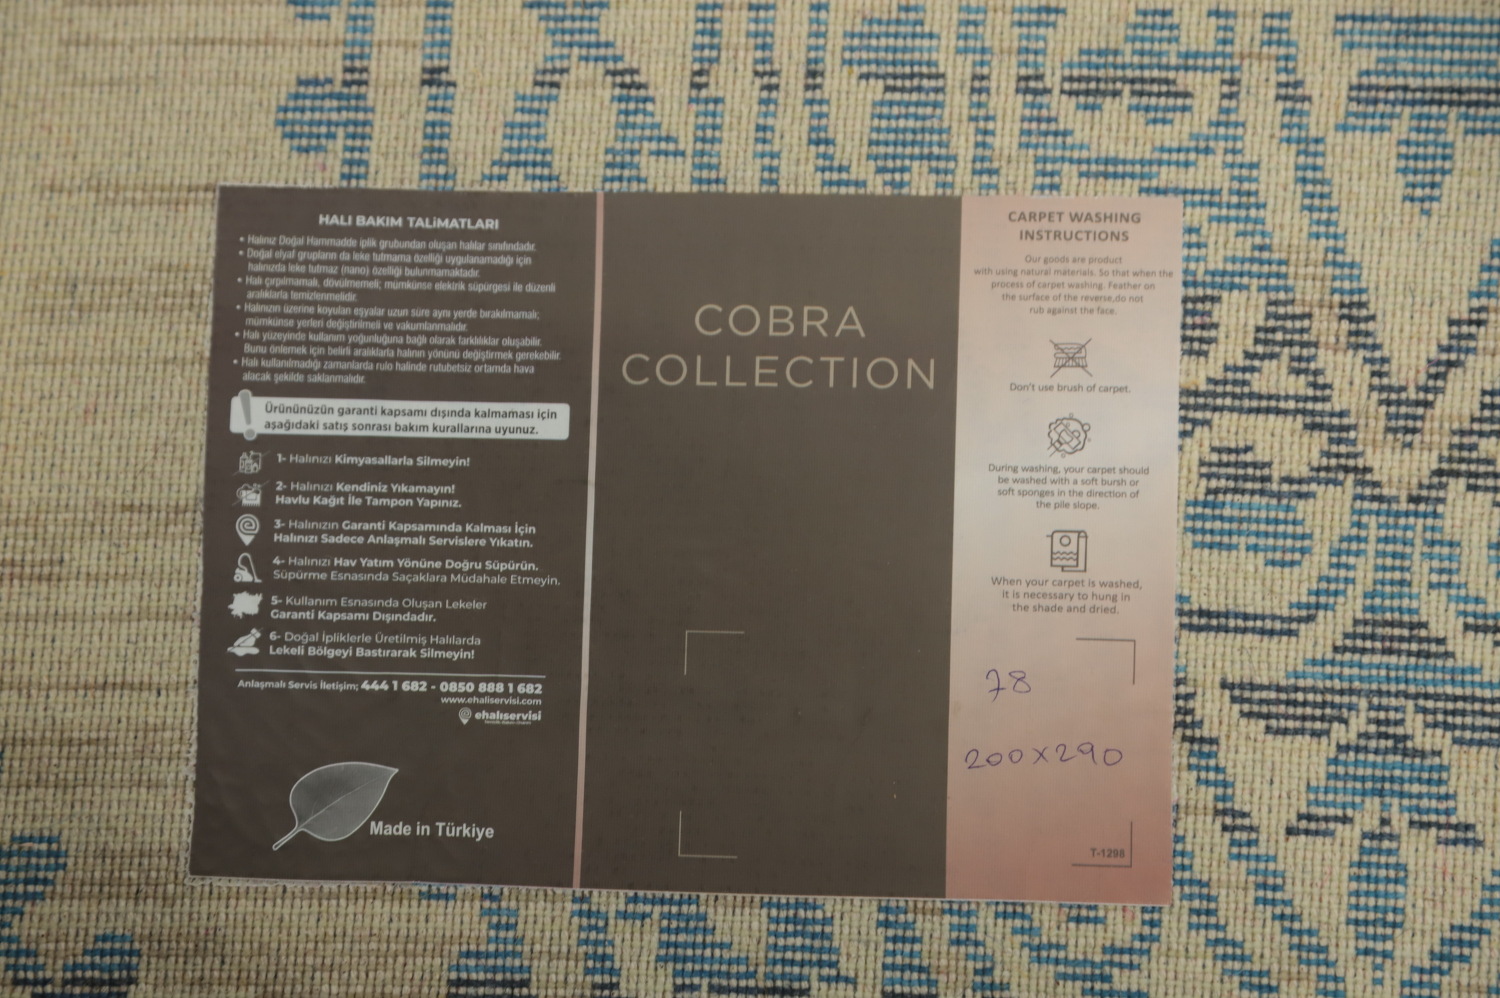 HALI BAKIM TALİMATLARI
• Halınız Doğal Hammadde iplik grubundan oluşan halılar sınıfındadır.
• Doğal elyaf grupların da leke tutmama özelliği uygulanamadığı için
halınızda leke tutmaz (nano) özelliği bulunmamaktadır.
• Halı çırpılmamalı, dövülmemeli; mümkünse elektrik süpürgesi ile düzenli
aralıklarla temizlenmelidir.
• Halınızın üzerine koyulan eşyalar uzun süre aynı yerde bırakılmamalı;
mümkünse yerleri değiştirilmeli ve vakumlanmalıdır.
• Halı yüzeyinde kullanım yoğunluğuna bağlı olarak farklılıklar oluşabilir.
Bunu önlemek için belirli aralıklarla halının yönünü değiştirmek gerekebilir.
• Halı kullanılmadığı zamanlarda rulo halinde rutubetsiz ortamda hava
alacak şekilde saklanmalıdır.
Ürününüzün garanti kapsamı dışında kalmaması için
aşağıdaki satış sonrası bakım kurallarına uyunuz.
1- Halınızı Kimyasallarla Silmeyin!
2- Halınızı Kendiniz Yıkamayın!
Havlu Kağıt İle Tampon Yapınız.
3- Halınızın Garanti Kapsamında Kalması İçin
Halınızı Sadece Anlaşmalı Servislere Yıkatın.
4- Halınızı Hav Yatım Yönüne Doğru Süpürün.
Süpürme Esnasında Saçaklara Müdahale Etmeyin.
5- Kullanım Esnasında Oluşan Lekeler
Garanti Kapsamı Dışındadır.
6- Doğal İpliklerle Üretilmiş Halılarda
Lekeli Bölgeyi Bastırarak Silmeyin!
Anlaşmalı Servis İletişim; 444 1 682 - 0850 888 1 682
www.ehaliservisi.com
ehalıservisi
Made in Türkiye
COBRA
COLLECTION
CARPET WASHING
INSTRUCTIONS
Our goods are product
with using natural materials. So that when the
process of carpet washing. Feather on
the surface of the reverse,do not
rub against the face.
Don't use brush of carpet.
During washing, your carpet should
be washed with a soft bursh or
soft sponges in the direction of
the pile slope.
When your carpet is washed,
it is necessary to hung in
the shade and dried.
78
200x290
T-1298